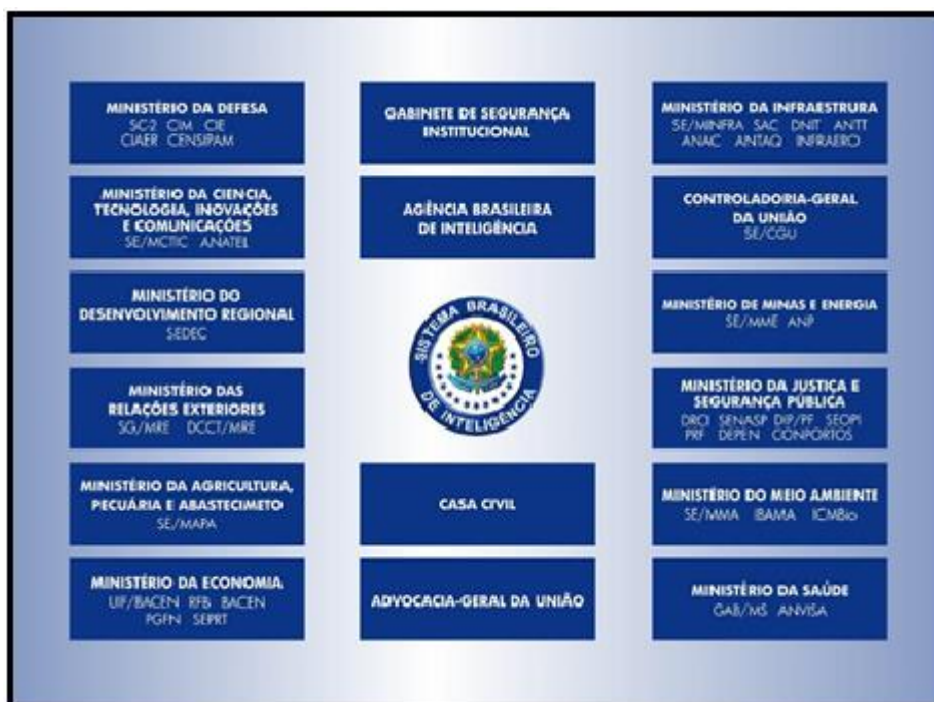 MINISTÉRIO DA DEFESA
SC-2 CIM CIE
CIAER CENSIPAM
MINISTÉRIO DA CIENCIA,
TECNOLOGIA, INOVAÇÕES
E COMUNICAÇÕES
SE/MCTIC ANATEL
MINISTÉRIO DO
DESENVOLVIMENTO REGIONAL
SEDEC
MINISTÉRIO DAS
RELAÇÕES EXTERIORES
SG/MRE DCCT/MRE
MINISTÉRIO DA AGRICULTURA,
PECUÁRIA E ABASTECIMETO
SE/MAPA
MINISTÉRIO DA ECONOMIA
UIF/BACEN RFB BACEN
PGFN SEPRT
GABINETE DE SEGURANÇA
INSTITUCIONAL
AGÊNCIA BRASILEIRA
DE INTELIGÊNCIA
SISTEMA BRASILEIRO
DE INTELIGÊNCIA
CASA CIVIL
ADVOCACIA-GERAL DA UNIÃO
MINISTÉRIO DA INFRAESTRURA
SE/MINFRA SAC DNIT ANTT
ANAC ANTAQ INFRAERO
CONTROLADORIA-GERAL
DA UNIÃO
SE/CGU
MINISTÉRIO DE MINAS E ENERGIA
SE/MME ANP
MINISTÉRIO DA JUSTIÇA E
SEGURANÇA PÚBLICA
DRCI SENASP DIP/PF SEOPI
PRF DEPEN CONPORTOS
MINISTÉRIO DO MEIO AMBIENTE
SE/MMA IBAMA ICMBio
MINISTÉRIO DA SAÚDE
GAB/MS ANVISA